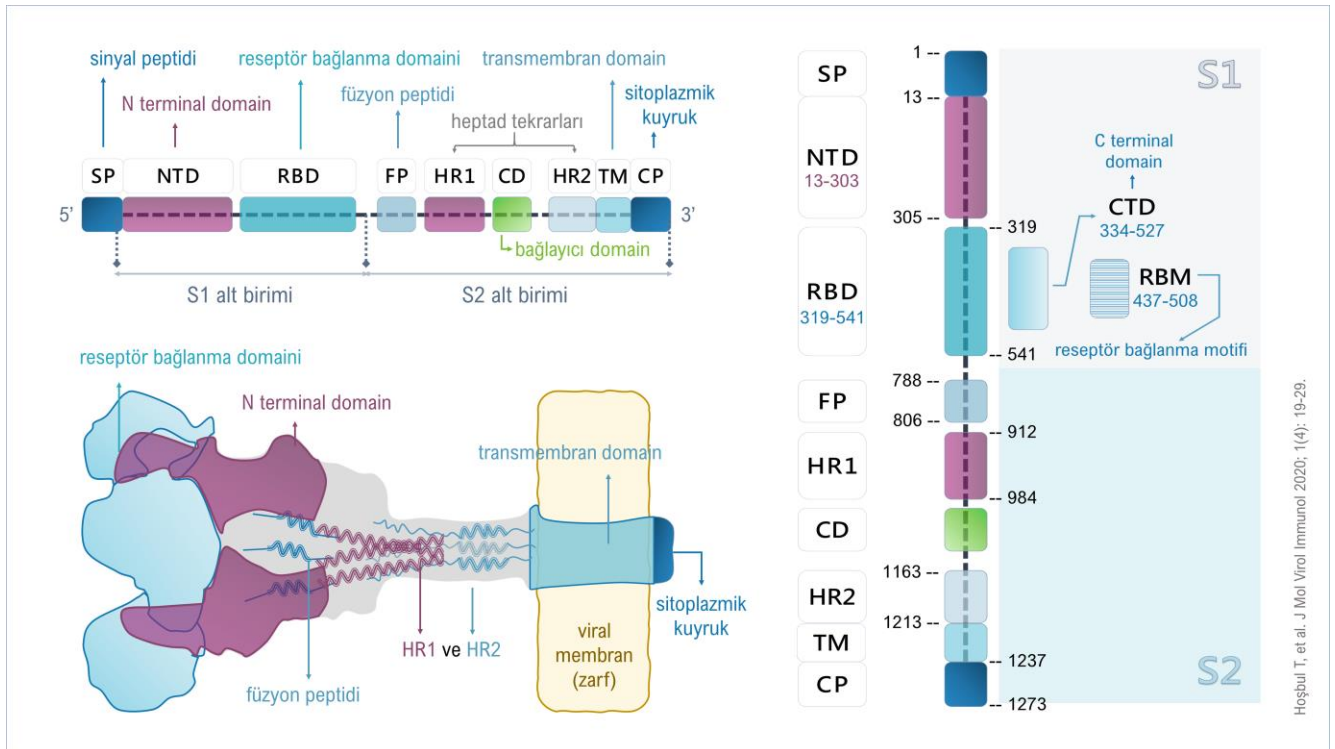 sinyal peptidi
reseptör bağlanma domaini
transmembran domain
N terminal domain
füzyon peptidi
sitoplazmik
kuyruk
heptad tekrarları
SP
NTD
RBD
FP
HR1
CD
HR2
TM
CP
5’
3’
bağlayıcı domain
S1 alt birimi
S2 alt birimi
reseptör bağlanma domaini
N terminal domain
transmembran domain
sitoplazmik
kuyruk
HR1 ve HR2
viral
membran
(zarf)
füzyon peptidi
SP
NTD
13-303
RBD
319-541
FP
HR1
CD
HR2
TM
CP
1 --
13 --
305 --
-- 319
-- 541
788 --
806 --
-- 912
-- 984
1163 --
1213 --
-- 1237
-- 1273
S1
C terminal
domain
CTD
334-527
RBM
437-508
reseptör bağlanma motifi
S2
Hoşbul T, et al. J Mol Virol Immunol 2020; 1(4): 19-29.